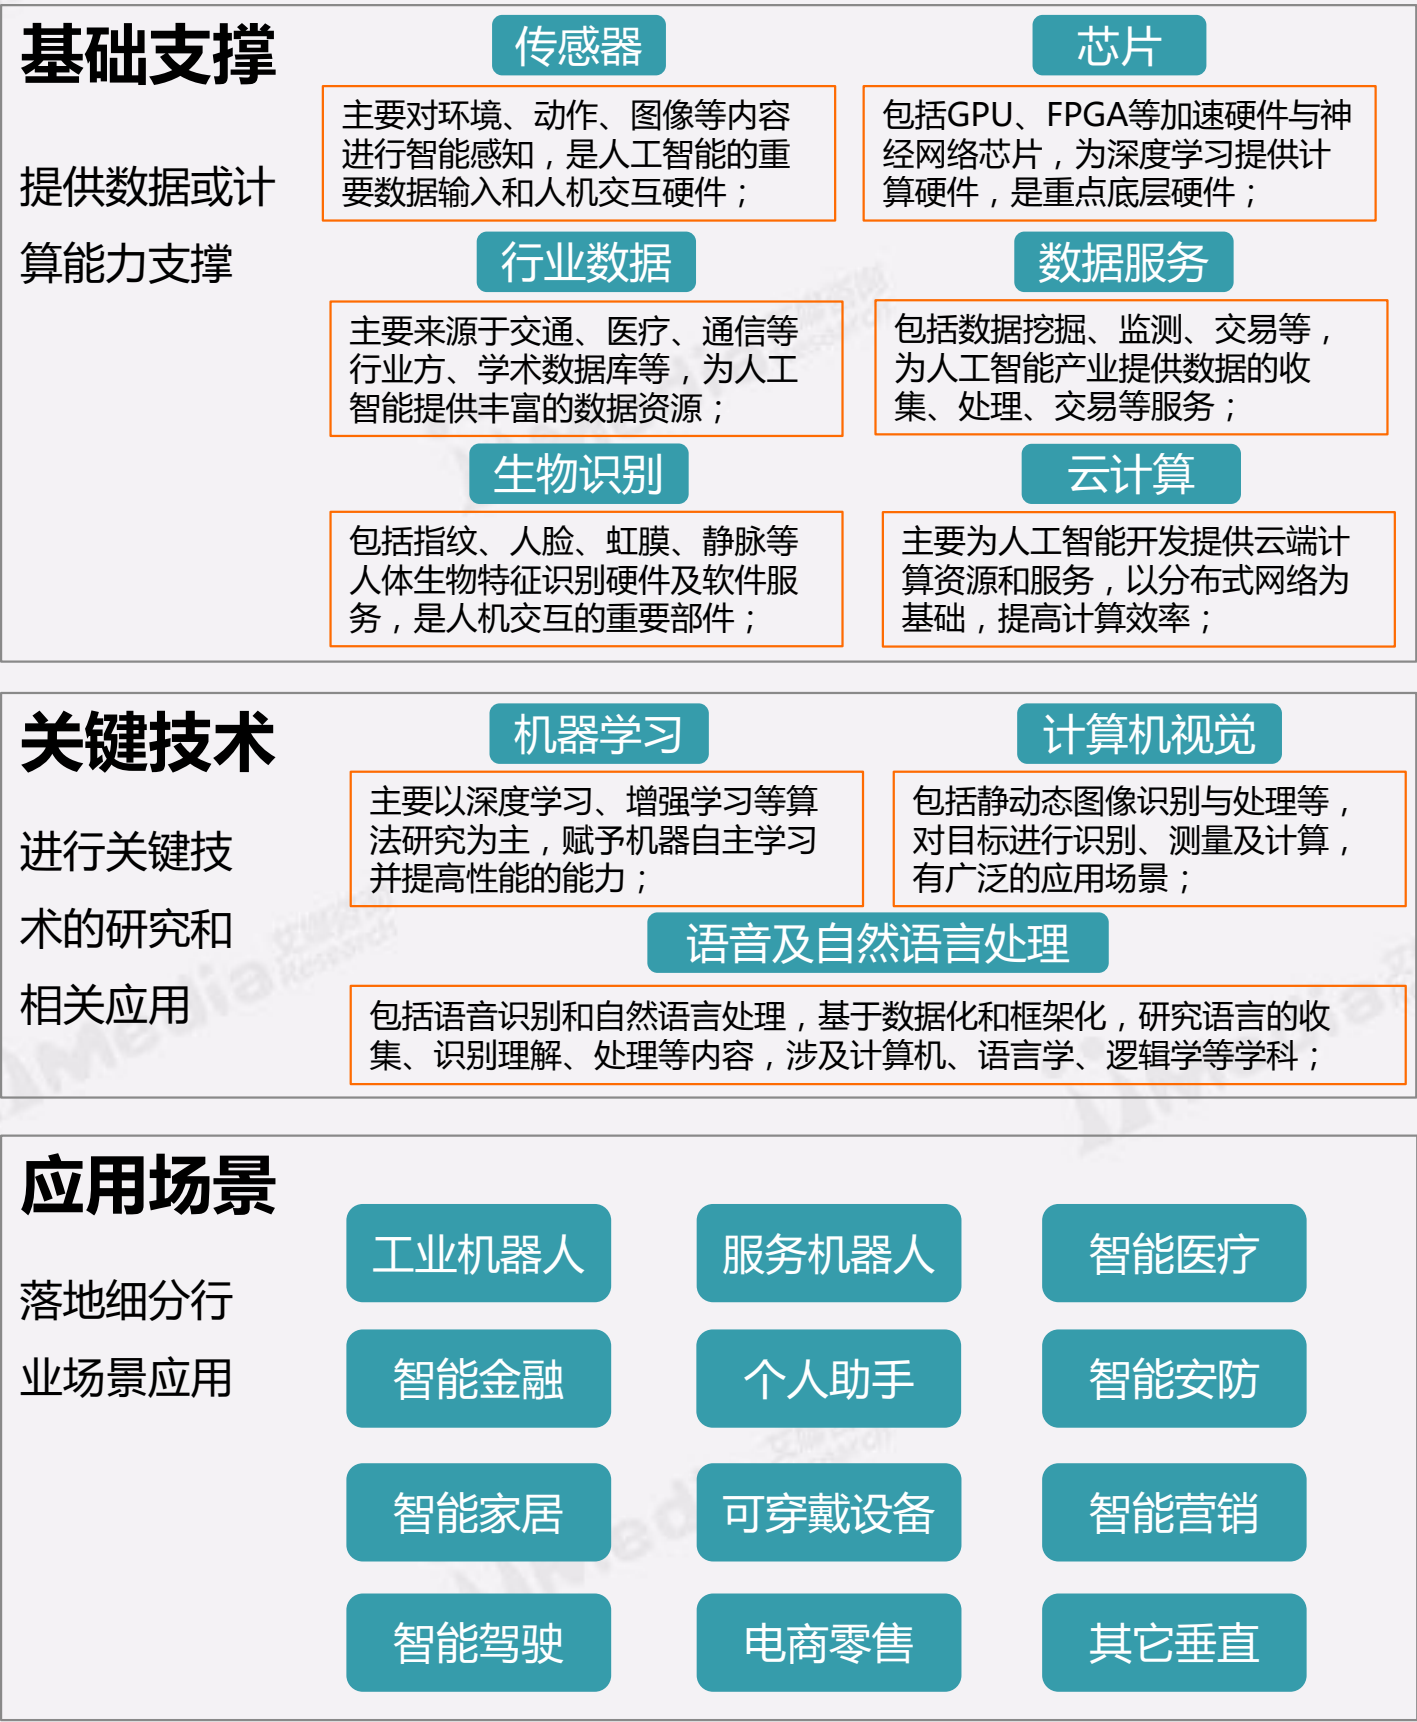 基础支撑
提供数据或计
算能力支撑
传感器
主要对环境、动作、图像等内容
进行智能感知，是人工智能的重
要数据输入和人机交互硬件；
芯片
包括GPU、FPGA等加速硬件与神
经网络芯片，为深度学习提供计
算硬件，是重点底层硬件；
行业数据
主要来源于交通、医疗、通信等
行业方、学术数据库等，为人工
智能提供丰富的数据资源；
数据服务
包括数据挖掘、监测、交易等，
为人工智能产业提供数据的收
集、处理、交易等服务；
生物识别
包括指纹、人脸、虹膜、静脉等
人体生物特征识别硬件及软件服
务，是人机交互的重要部件；
云计算
主要为人工智能开发提供云端计
算资源和服务，以分布式网络为
基础，提高计算效率；
关键技术
进行关键技
术的研究和
相关应用
机器学习
主要以深度学习、增强学习等算
法研究为主，赋予机器自主学习
并提高性能的能力；
计算机视觉
包括静动态图像识别与处理等，
对目标进行识别、测量及计算，
有广泛的应用场景；
语音及自然语言处理
包括语音识别和自然语言处理，基于数据化和框架化，研究语言的收
集、识别理解、处理等内容，涉及计算机、语言学、逻辑学等学科；
应用场景
落地细分行
业场景应用
工业机器人
服务机器人
智能医疗
智能金融
个人助手
智能安防
智能家居
可穿戴设备
智能营销
智能驾驶
电商零售
其它垂直
iiMedia Research
艾媒咨询